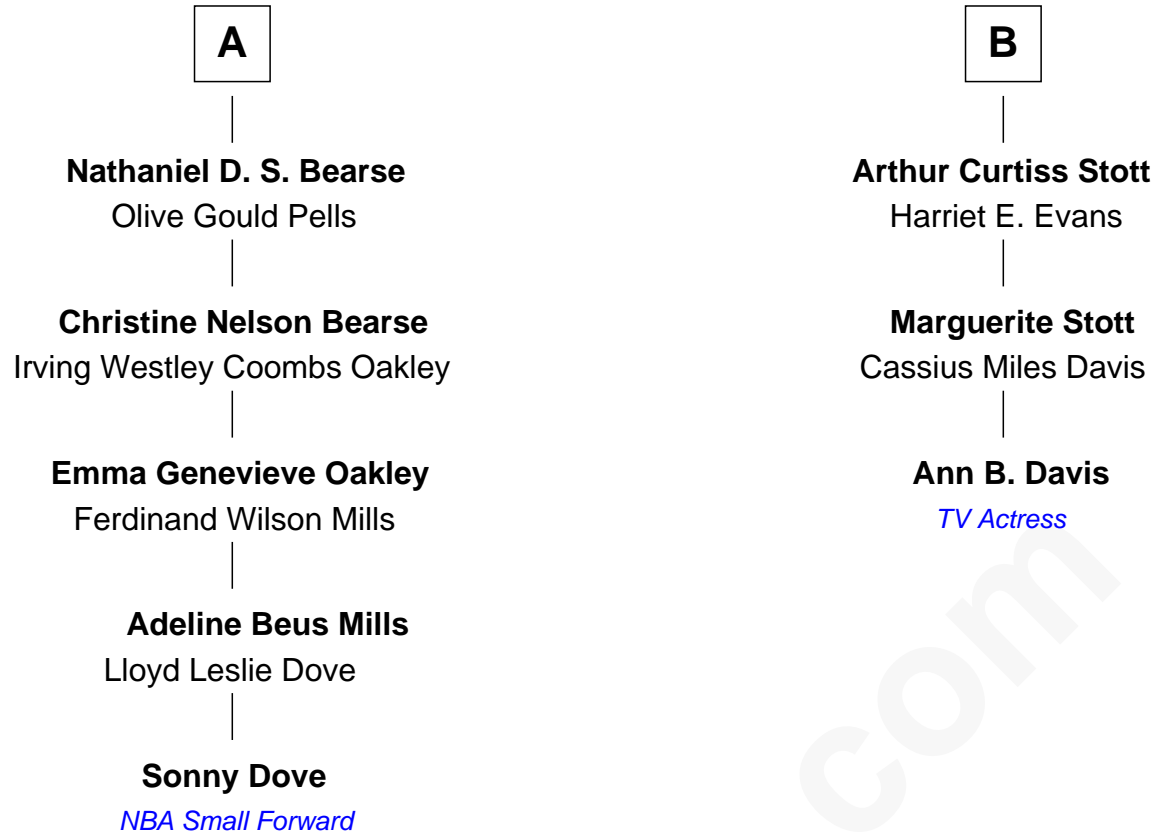 A
Nathaniel D. S. Bearse
Olive Gould Pells
Christine Nelson Bearse
Irving Westley Coombs Oakley
Emma Genevieve Oakley
Ferdinand Wilson Mills
Adeline Beus Mills
Lloyd Leslie Dove
Sonny Dove
NBA Small Forward
B
Arthur Curtiss Stott
Harriet E. Evans
Marguerite Stott
Cassius Miles Davis
Ann B. Davis
TV Actress
com